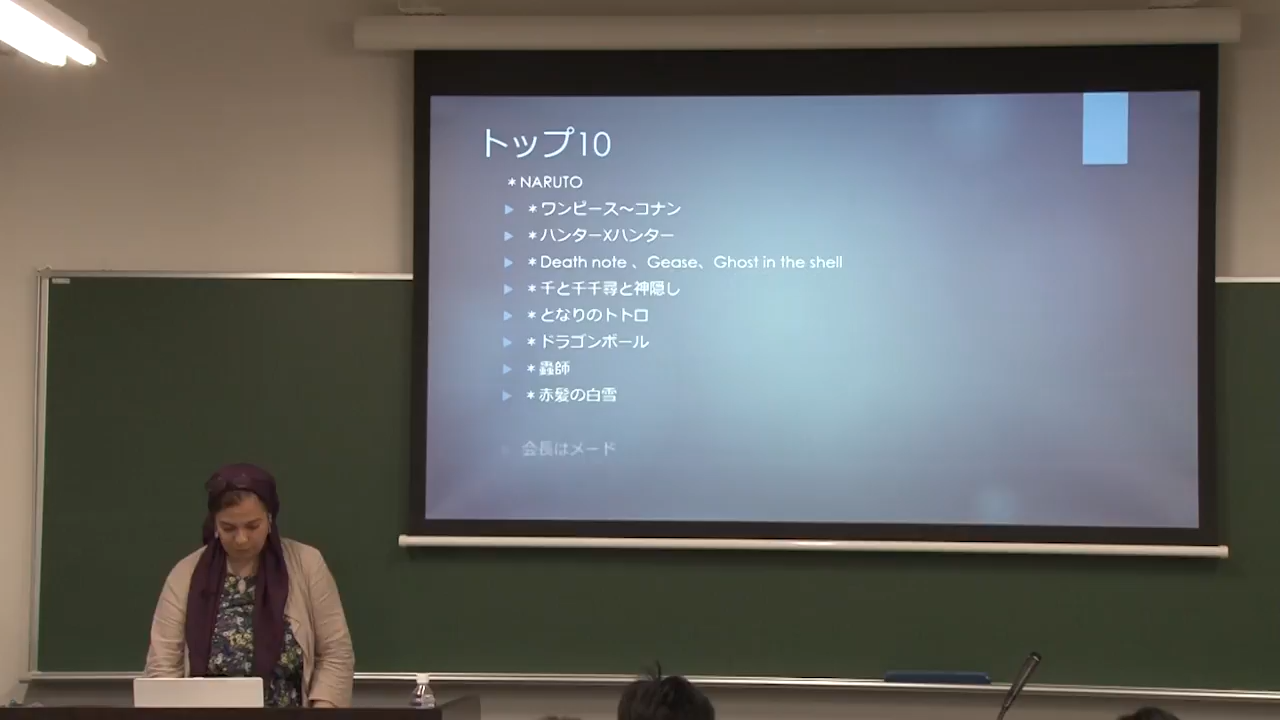 トップ10
＊NARUTO
＊ワンピース～コナン
＊ハンターXハンター
＊Death note 、Gease、Ghost in the shell
＊千と千千尋と神隠し
＊となりのトトロ
＊ドラゴンボール
＊蟲師
＊赤髪の白雪
会長はメード